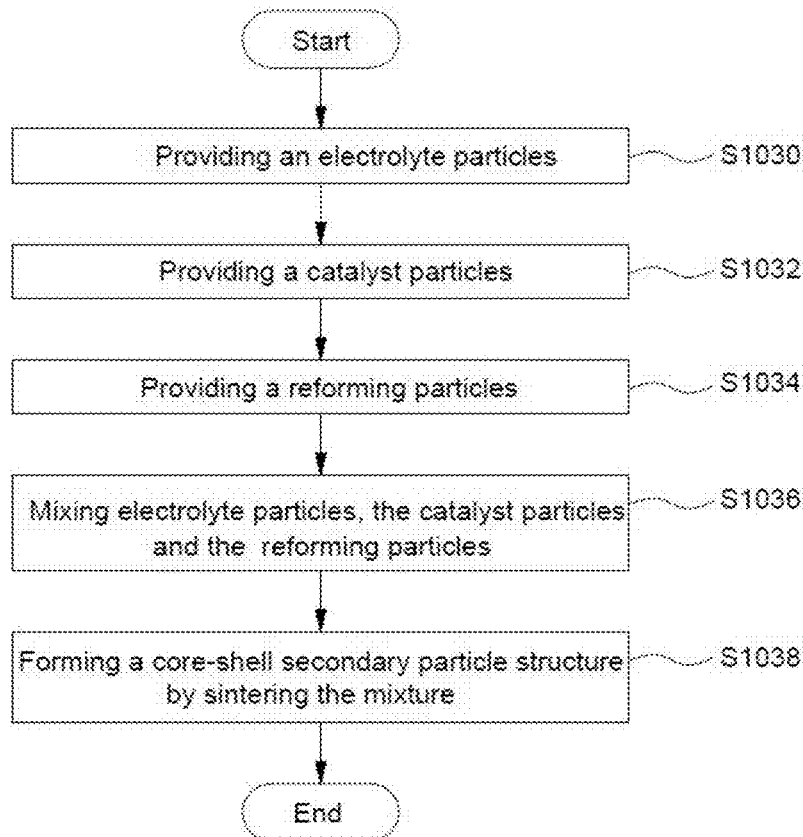 Start
Providing an electrolyte particles
S1030
Providing a catalyst particles
S1032
Providing a reforming particles
S1034
Mixing electrolyte particles, the catalyst particles
and the reforming particles
S1036
Forming a core-shell secondary particle structure
by sintering the mixture
S1038
End